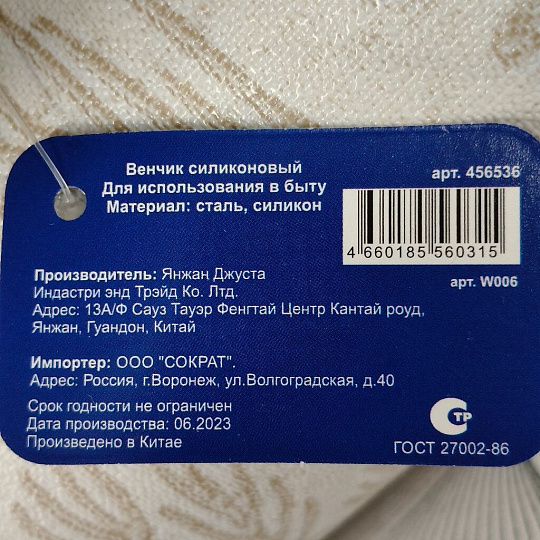 Венчик силиконовый
Для использования в быту
Материал: сталь, силикон
арт. 456536
4 660185 560315
арт. W006
Производитель: Янжан Джуста
Индастри энд Трэйд Ко. Лтд.
Адрес: 13А/Ф Сауз Тауэр Фенгтай Центр Кантай роуд,
Янжан, Гуандон, Китай
Импортер: ООО "СОКРАТ".
Адрес: Россия, г.Воронеж, ул.Волгоградская, д.40
Срок годности не ограничен
Дата производства: 06.2023
Произведено в Китае
СТР
ГОСТ 27002-86